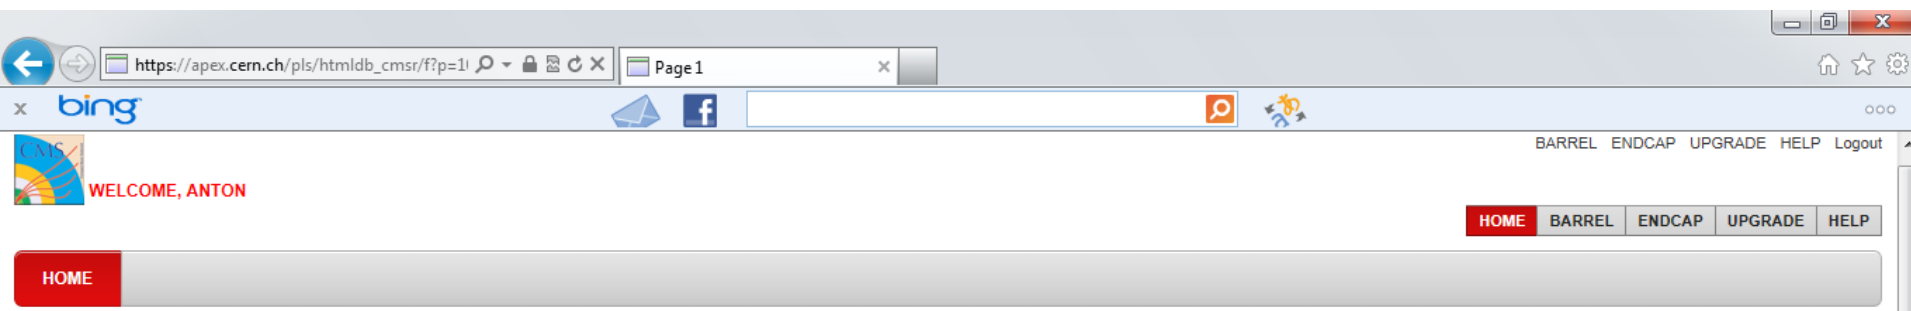 https://apex.cern.ch/pls/htmldb_cmsr/f?p=1
Page 1
x bing
f
CMS
BARREL ENDCAP UPGRADE HELP Logout
WELCOME, ANTON
HOME BARREL ENDCAP UPGRADE HELP
HOME